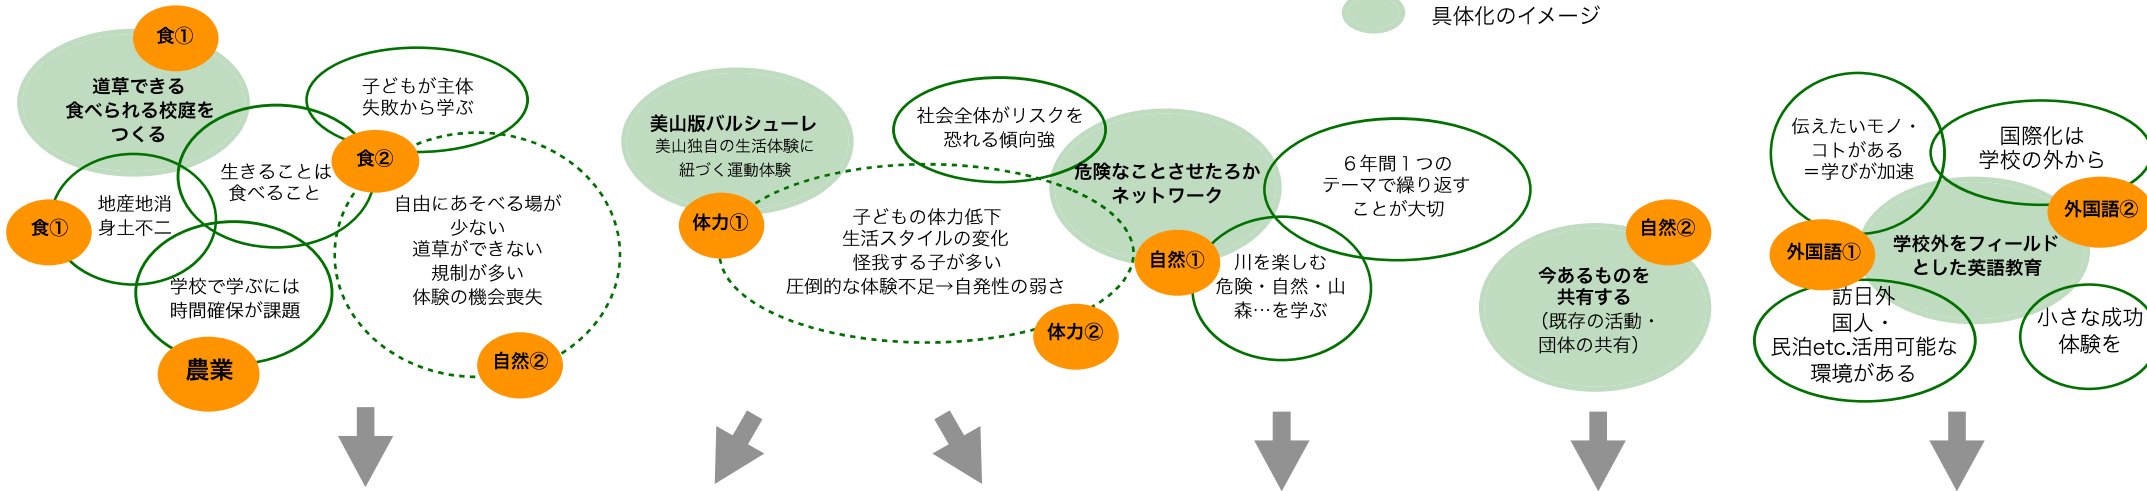 具体化のイメージ
食①
道草できる
食べられる校庭を
つくる
子どもが主体
失敗から学ぶ
食②
生きることは
食べること
食①
地産地消
身土不二
自由にあそべる場が
少ない
道草ができない
規制が多い
体験の機会喪失
学校で学ぶには
時間確保が課題
農業
自然②
美山版バルシューレ
美山独自の生活体験に
紐づく運動体験
体力①
社会全体がリスクを
恐れる傾向強
子どもの体力低下
生活スタイルの変化
怪我する子が多い
圧倒的な体験不足→自発性の弱さ
体力②
危険なことさせたろか
ネットワーク
自然①
６年間１つの
テーマで繰り返す
ことが大切
川を楽しむ
危険・自然・山
森…を学ぶ
自然②
今あるものを
共有する
（既存の活動・
団体の共有）
伝えたいモノ・
コトがある
＝学びが加速
国際化は
学校の外から
外国語②
外国語①
学校外をフィールド
とした英語教育
訪日外
国人・
民泊etc.活用可能な
環境がある
小さな成功
体験を